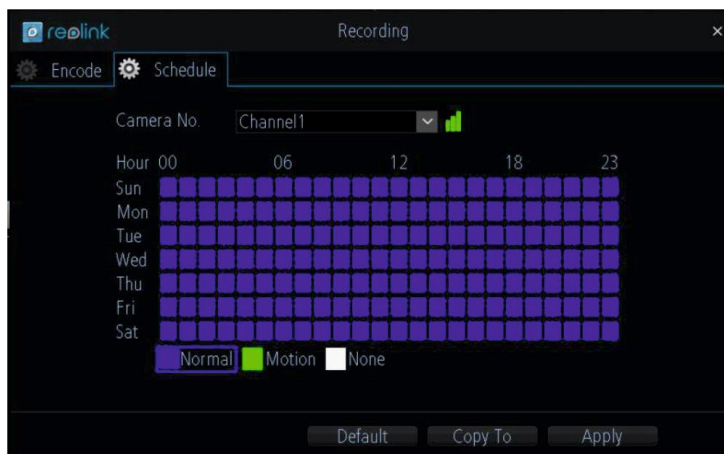 reolink Recording ×
Encode Schedule
Camera No. Channel1
Hour 00 06 12 18 23
Sun
Mon
Tue
Wed
Thu
Fri
Sat
Normal Motion None
Default Copy To Apply